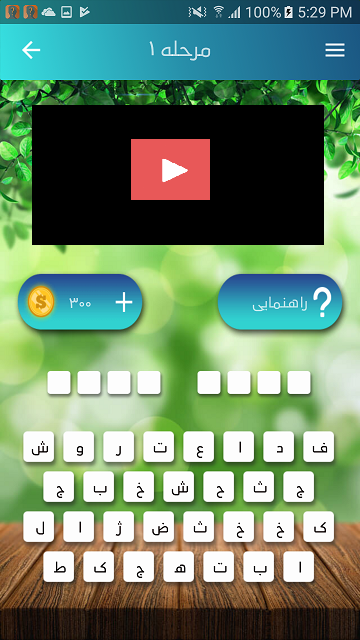 100% 5:29 PM
مرحله ۱
راهنمایی ?
۳۰۰ +
ف د ا ع ت ر و ش
ج ث ح ش خ ب ج
ک خ خ ث ض ژ ا ل
ا ب ت ه چ ک ط